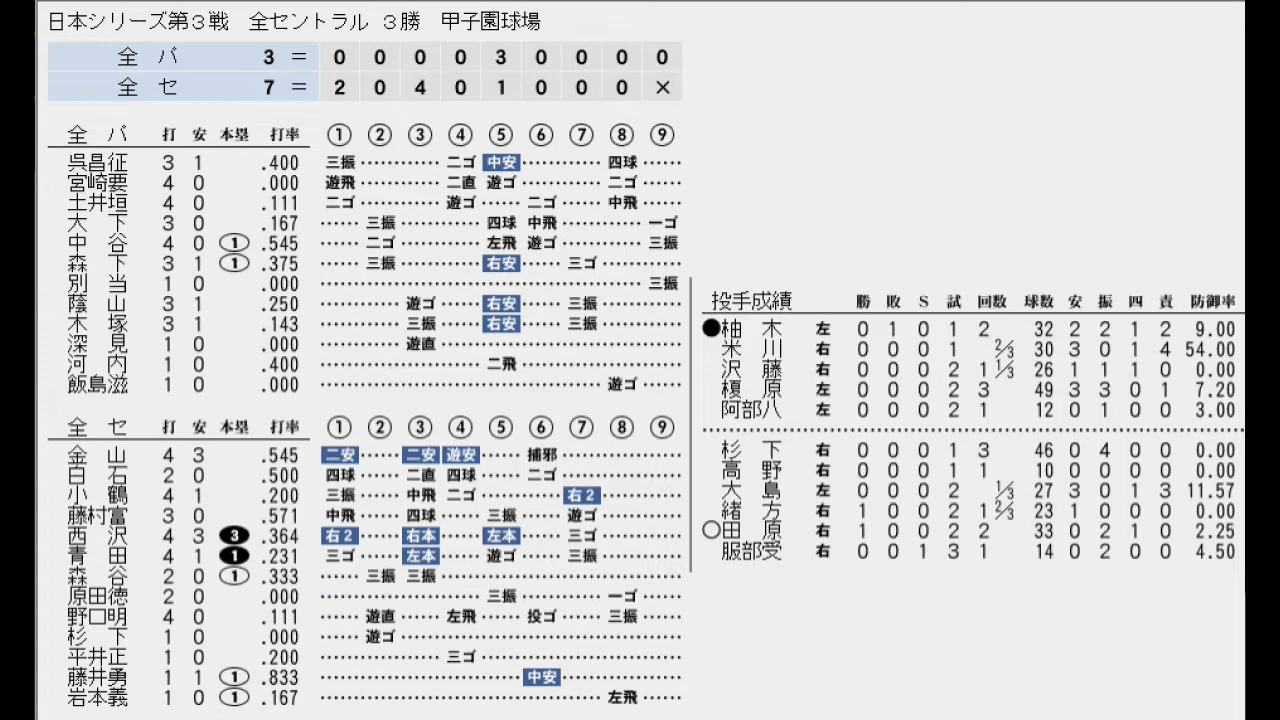 日本シリーズ第3戦 全セントラル 3勝 甲子園球場
全 パ 3 = 0 0 0 0 3 0 0 0 0
全 セ 7 = 2 0 4 0 1 0 0 0 ×
全 パ 打 安 本塁 打率 ① ② ③ ④ ⑤ ⑥ ⑦ ⑧ ⑨
呉昌征 3 1 .400 三振 二ゴ 中安 四球
宮崎要 4 0 .000 遊飛 二直 遊ゴ 二ゴ
土井垣 4 0 .111 二ゴ 遊ゴ 二ゴ 中飛
大下 3 0 .167 三振 四球 中飛 一ゴ
中谷 4 0 ① .545 二ゴ 左飛 遊ゴ 三振
森下 3 1 ① .375 三振 右安 三ゴ
別当 1 0 .000 三振
蔭山 3 1 .250 遊ゴ 右安 三振
木塚 3 1 .143 三振 右安 三振
深見 1 0 .000 遊直
河内 1 0 .400 二飛
飯島滋 1 0 .000 遊ゴ
全 セ 打 安 本塁 打率 ① ② ③ ④ ⑤ ⑥ ⑦ ⑧ ⑨
金山 4 3 .545 二安 二安 遊安 捕邪
白石 2 0 .500 四球 二直 四球 二ゴ
小鶴 4 1 .200 三振 中飛 二ゴ 右2
藤村富 3 0 .571 中飛 四球 三振 遊ゴ
西沢 4 3 ❸ .364 右2 右本 左本 三ゴ
青田 4 1 ❶ .231 三ゴ 左本 遊ゴ 三振
森谷 2 0 ① .333 三振 三振
原田徳 2 0 .000 三振 一ゴ
野口明 4 0 .111 遊直 左飛 投ゴ 三振
杉下 1 0 .000 遊ゴ
平井正 1 0 .200 三ゴ
藤井勇 1 1 ① .833 中安
岩本義 1 0 ① .167 左飛
投手成績 勝 敗 S 試 回数 球数 安 振 四 責 防御率
●柚木 左 0 1 0 1 2 32 2 2 1 2 9.00
米川 右 0 0 0 1 2/3 30 3 0 1 4 54.00
沢藤 右 0 0 0 2 1 1/3 26 1 1 1 0 0.00
榎原 左 0 0 0 2 3 49 3 3 0 1 7.20
阿部八 左 0 0 0 2 1 12 0 1 0 0 3.00
杉下 右 0 0 0 1 3 46 0 4 0 0 0.00
高野 右 0 0 0 1 1 10 0 0 0 0 0.00
大島 左 0 0 0 2 1/3 27 3 0 1 3 11.57
緒方 右 1 0 0 2 1 2/3 23 1 0 0 0 0.00
○田原 右 1 0 0 2 2 33 0 2 1 0 2.25
服部受 右 0 0 1 3 1 14 0 2 0 0 4.50